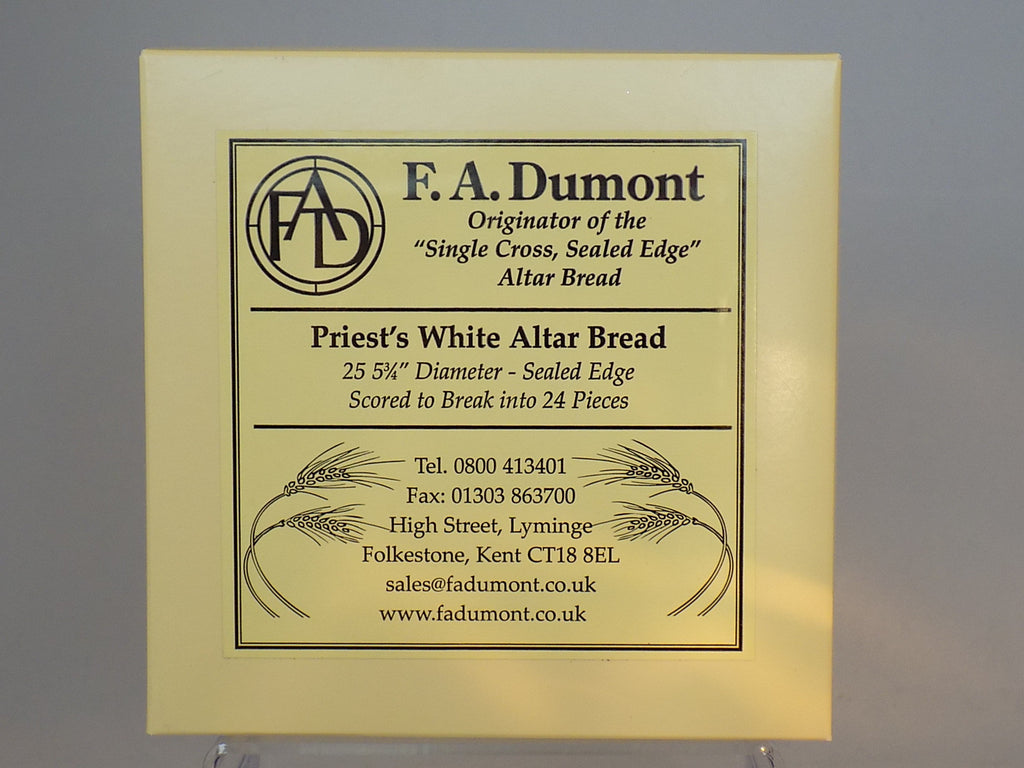 FAD
F. A. Dumont
Originator of the
“Single Cross, Sealed Edge”
Altar Bread
Priest's White Altar Bread
25 5¾” Diameter - Sealed Edge
Scored to Break into 24 Pieces
Tel. 0800 413401
Fax: 01303 863700
High Street, Lyminge
Folkestone, Kent CT18 8EL
sales@fadumont.co.uk
www.fadumont.co.uk